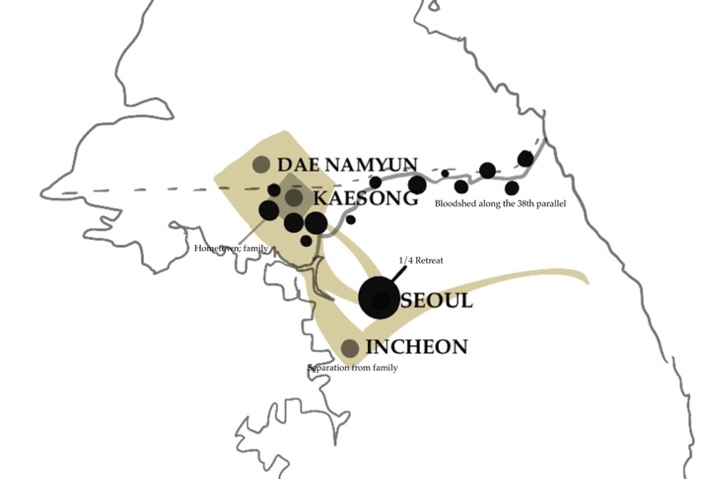 DAE NAMYUN
KAESONG
Bloodshed along the 38th parallel
Hometown; family
1/4 Retreat
SEOUL
INCHEON
Separation from family